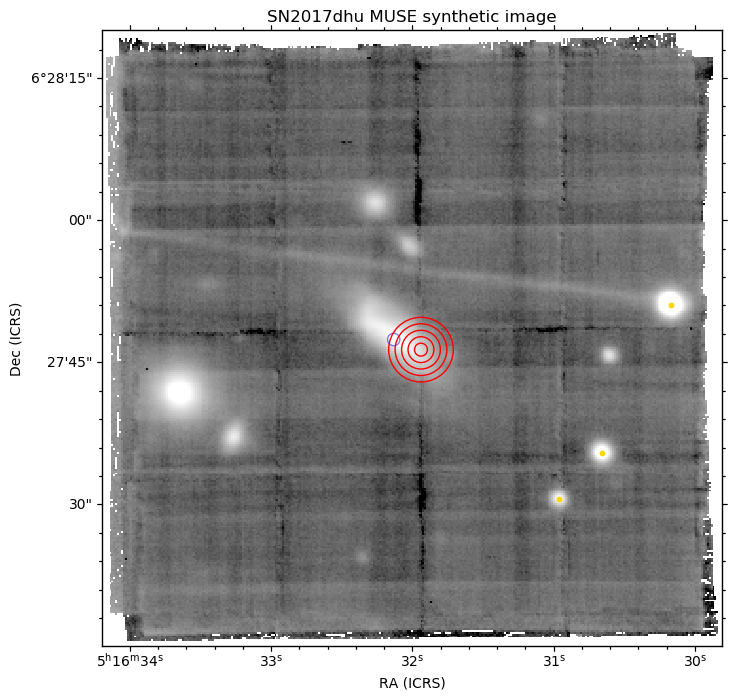 SN2017dhu MUSE synthetic image
6°28'15"
00"
27'45"
30"
Dec (ICRS)
5ʰ16ᵐ34ˢ 33ˢ 32ˢ 31ˢ 30ˢ
RA (ICRS)